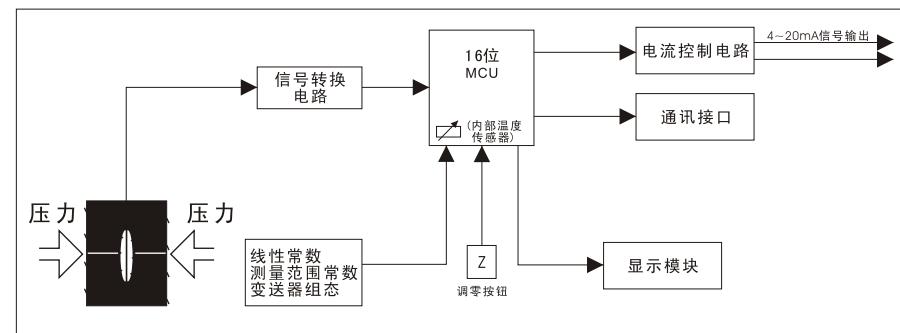 信号转换
电路
16位
MCU
(内部温度
传感器)
电流控制电路
4~20mA信号输出
通讯接口
压力
压力
线性常数
测量范围常数
变送器组态
Z
调零按钮
显示模块